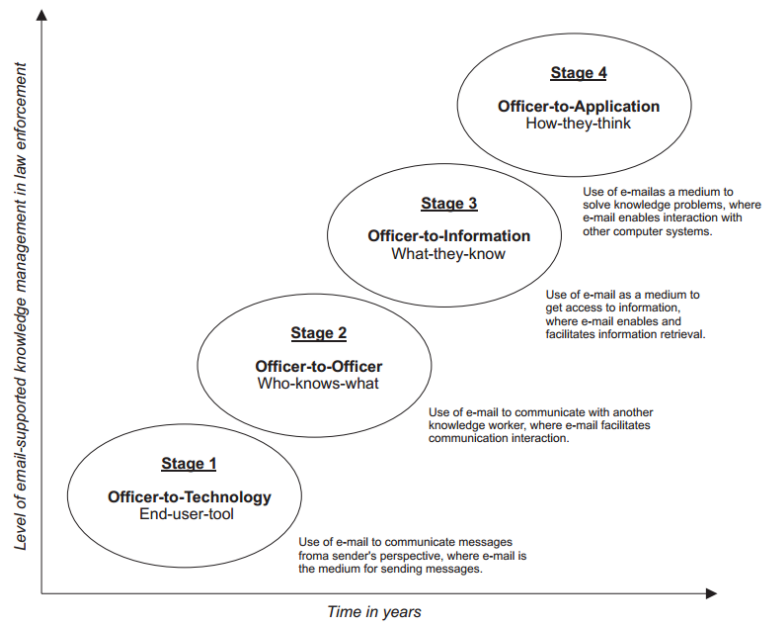 Level of email-supported knowledge management in law enforcement
Stage 4
Officer-to-Application
How-they-think
Use of e-mailas a medium to
solve knowledge problems, where
e-mail enables interaction with
other computer systems.
Stage 3
Officer-to-Information
What-they-know
Use of e-mail as a medium to
get access to information,
where e-mail enables and
facilitates information retrieval.
Stage 2
Officer-to-Officer
Who-knows-what
Use of e-mail to communicate with another
knowledge worker, where e-mail facilitates
communication interaction.
Stage 1
Officer-to-Technology
End-user-tool
Use of e-mail to communicate messages
froma sender's perspective, where e-mail is
the medium for sending messages.
Time in years